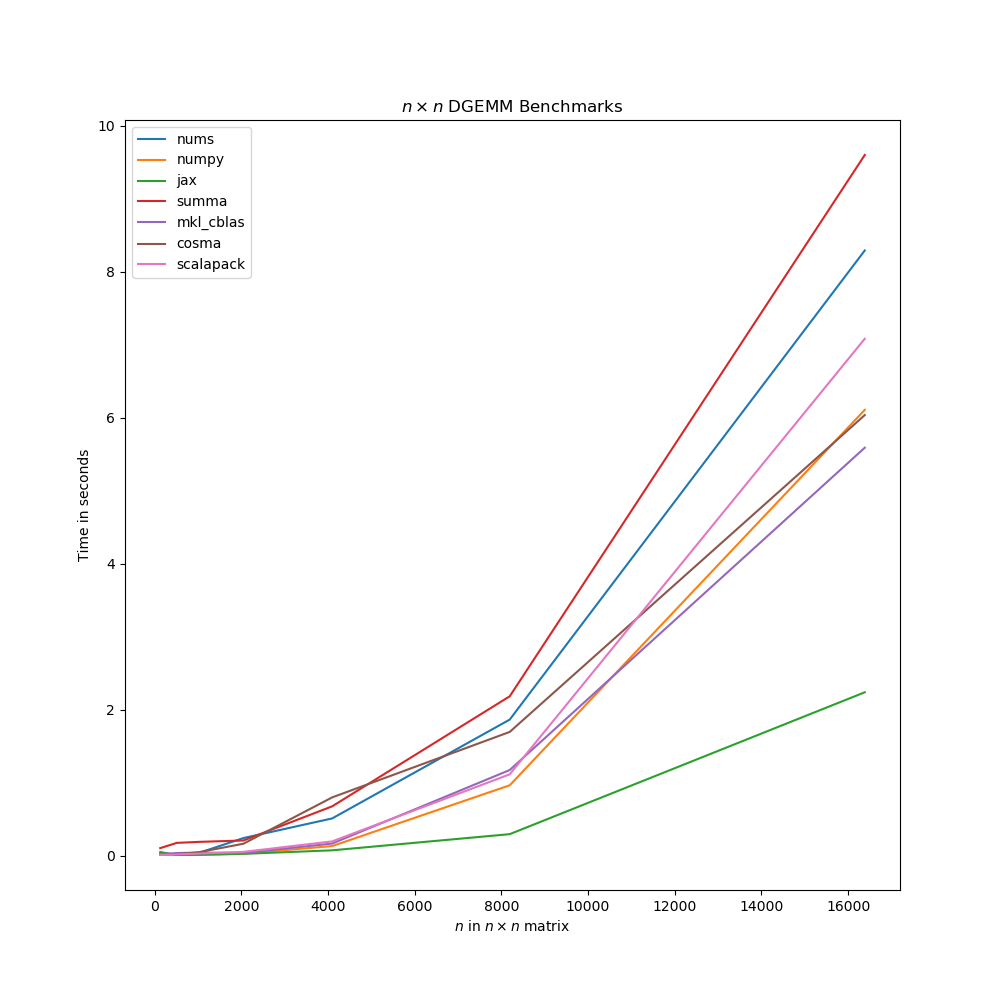 n × n DGEMM Benchmarks
nums
numpy
jax
summa
mkl_cblas
cosma
scalapack
10
8
6
4
2
0
Time in seconds
0 2000 4000 6000 8000 10000 12000 14000 16000
n in n × n matrix